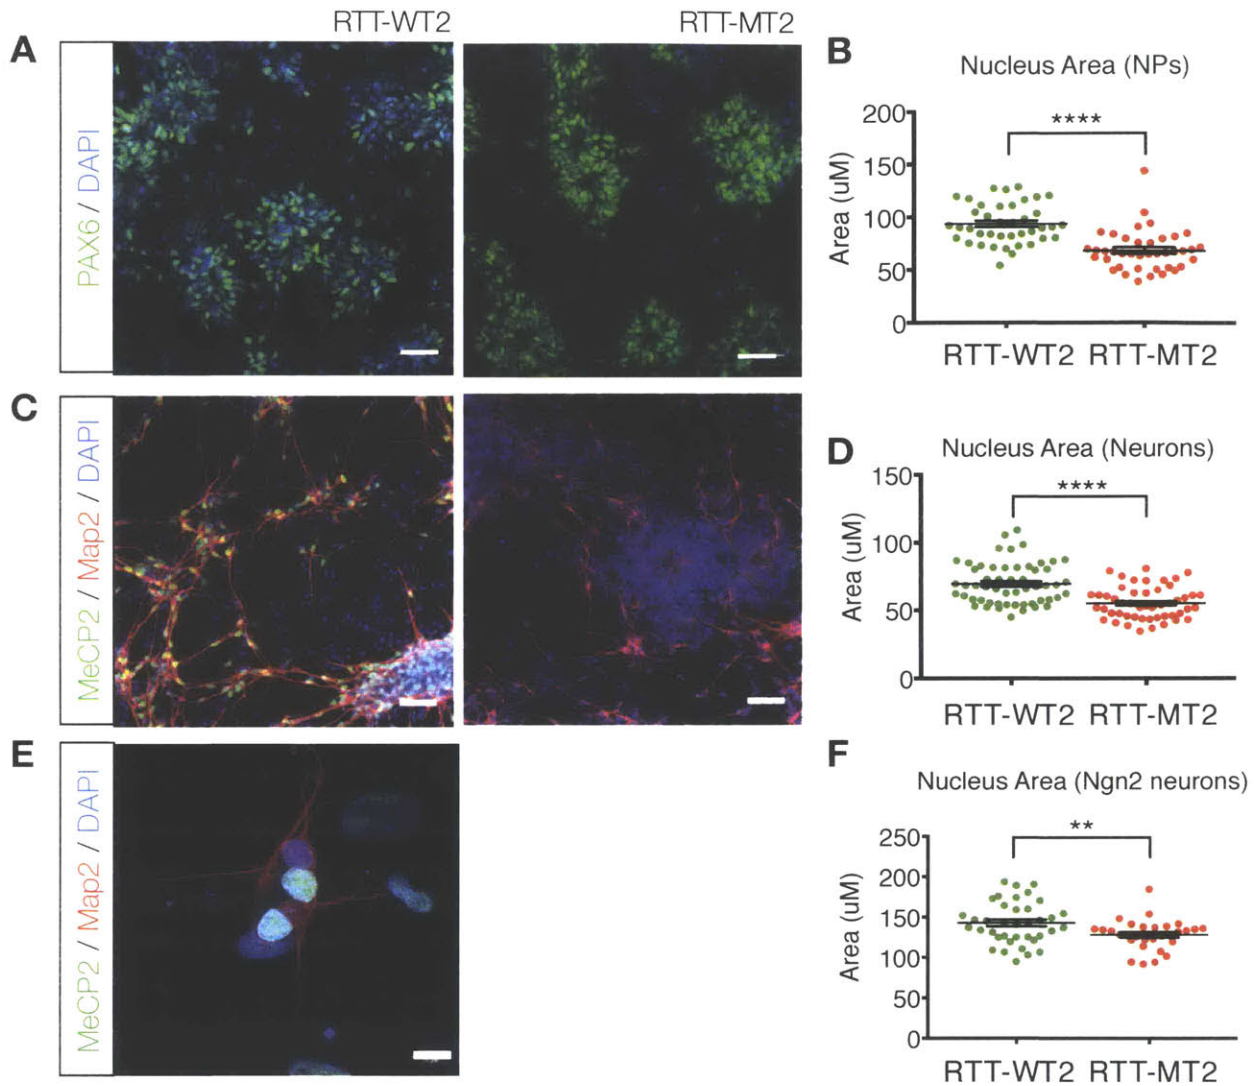 RTT-WT2
RTT-MT2
A
PAX6 / DAPI
B
Nucleus Area (NPs)
****
200
150
100
50
0
Area (uM)
RTT-WT2 RTT-MT2
C
MeCP2 / Map2 / DAPI
D
Nucleus Area (Neurons)
****
150
100
50
0
Area (uM)
RTT-WT2 RTT-MT2
E
MeCP2 / Map2 / DAPI
F
Nucleus Area (Ngn2 neurons)
**
250
200
150
100
50
0
Area (uM)
RTT-WT2 RTT-MT2